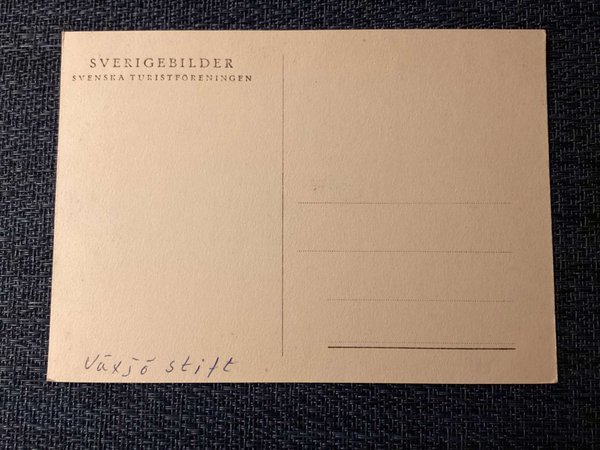 SVERIGEBILDER
SVENSKA TURISTFÖRENINGEN
Växjö stift